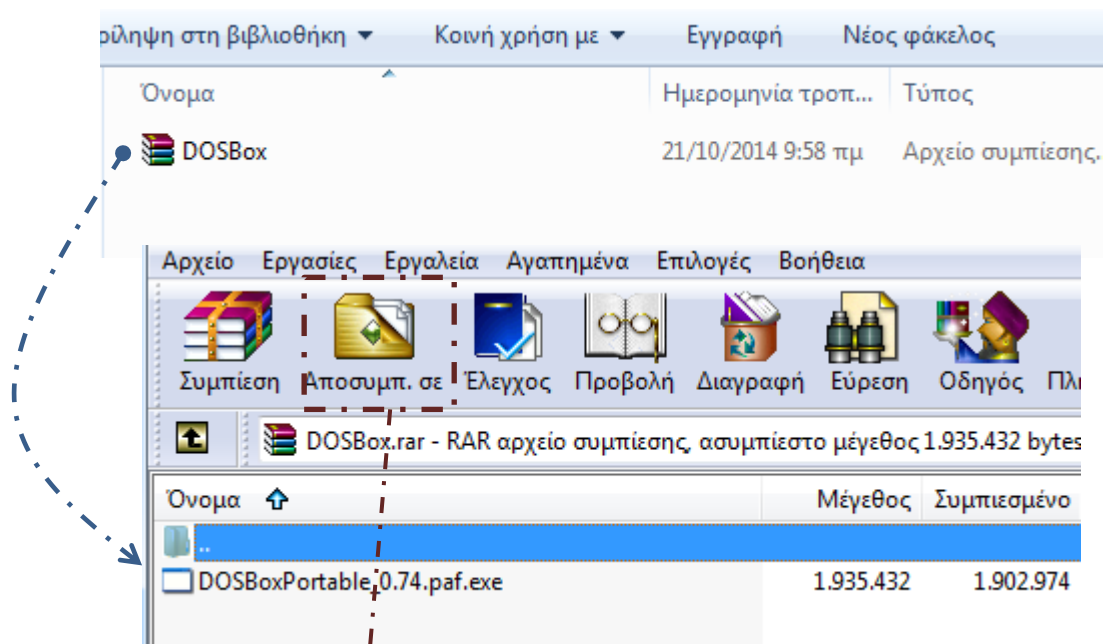 ρίληψη στη βιβλιοθήκη Κοινή χρήση με Εγγραφή Νέος φάκελος
Όνομα Ημερομηνία τροπ... Τύπος
DOSBox 21/10/2014 9:58 πμ Αρχείο συμπίεσης.
Αρχείο Εργασίες Εργαλεία Αγαπημένα Επιλογές Βοήθεια
Συμπίεση Αποσυμπ. σε Έλεγχος Προβολή Διαγραφή Εύρεση Οδηγός Πλ
DOSBox.rar - RAR αρχείο συμπίεσης, ασυμπίεστο μέγεθος 1.935.432 bytes
Όνομα Μέγεθος Συμπιεσμένο
..
DOSBoxPortable_0.74.paf.exe 1.935.432 1.902.974